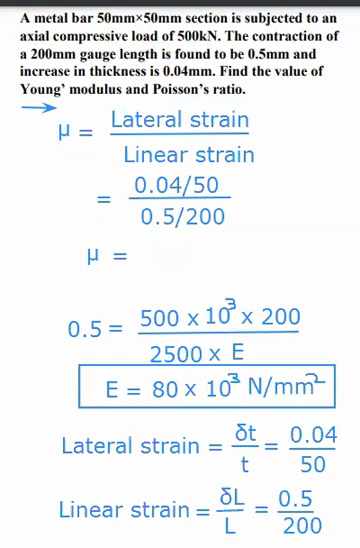 A metal bar 50mm×50mm section is subjected to an
axial compressive load of 500kN. The contraction of
a 200mm gauge length is found to be 0.5mm and
increase in thickness is 0.04mm. Find the value of
Young' modulus and Poisson's ratio.
μ = Lateral strain / Linear strain
= 0.04/50 / 0.5/200
μ =
0.5 = 500 x 10³ x 200 / 2500 x E
E = 80 x 10³ N/mm²
Lateral strain = δt / t = 0.04 / 50
Linear strain = δL / L = 0.5 / 200